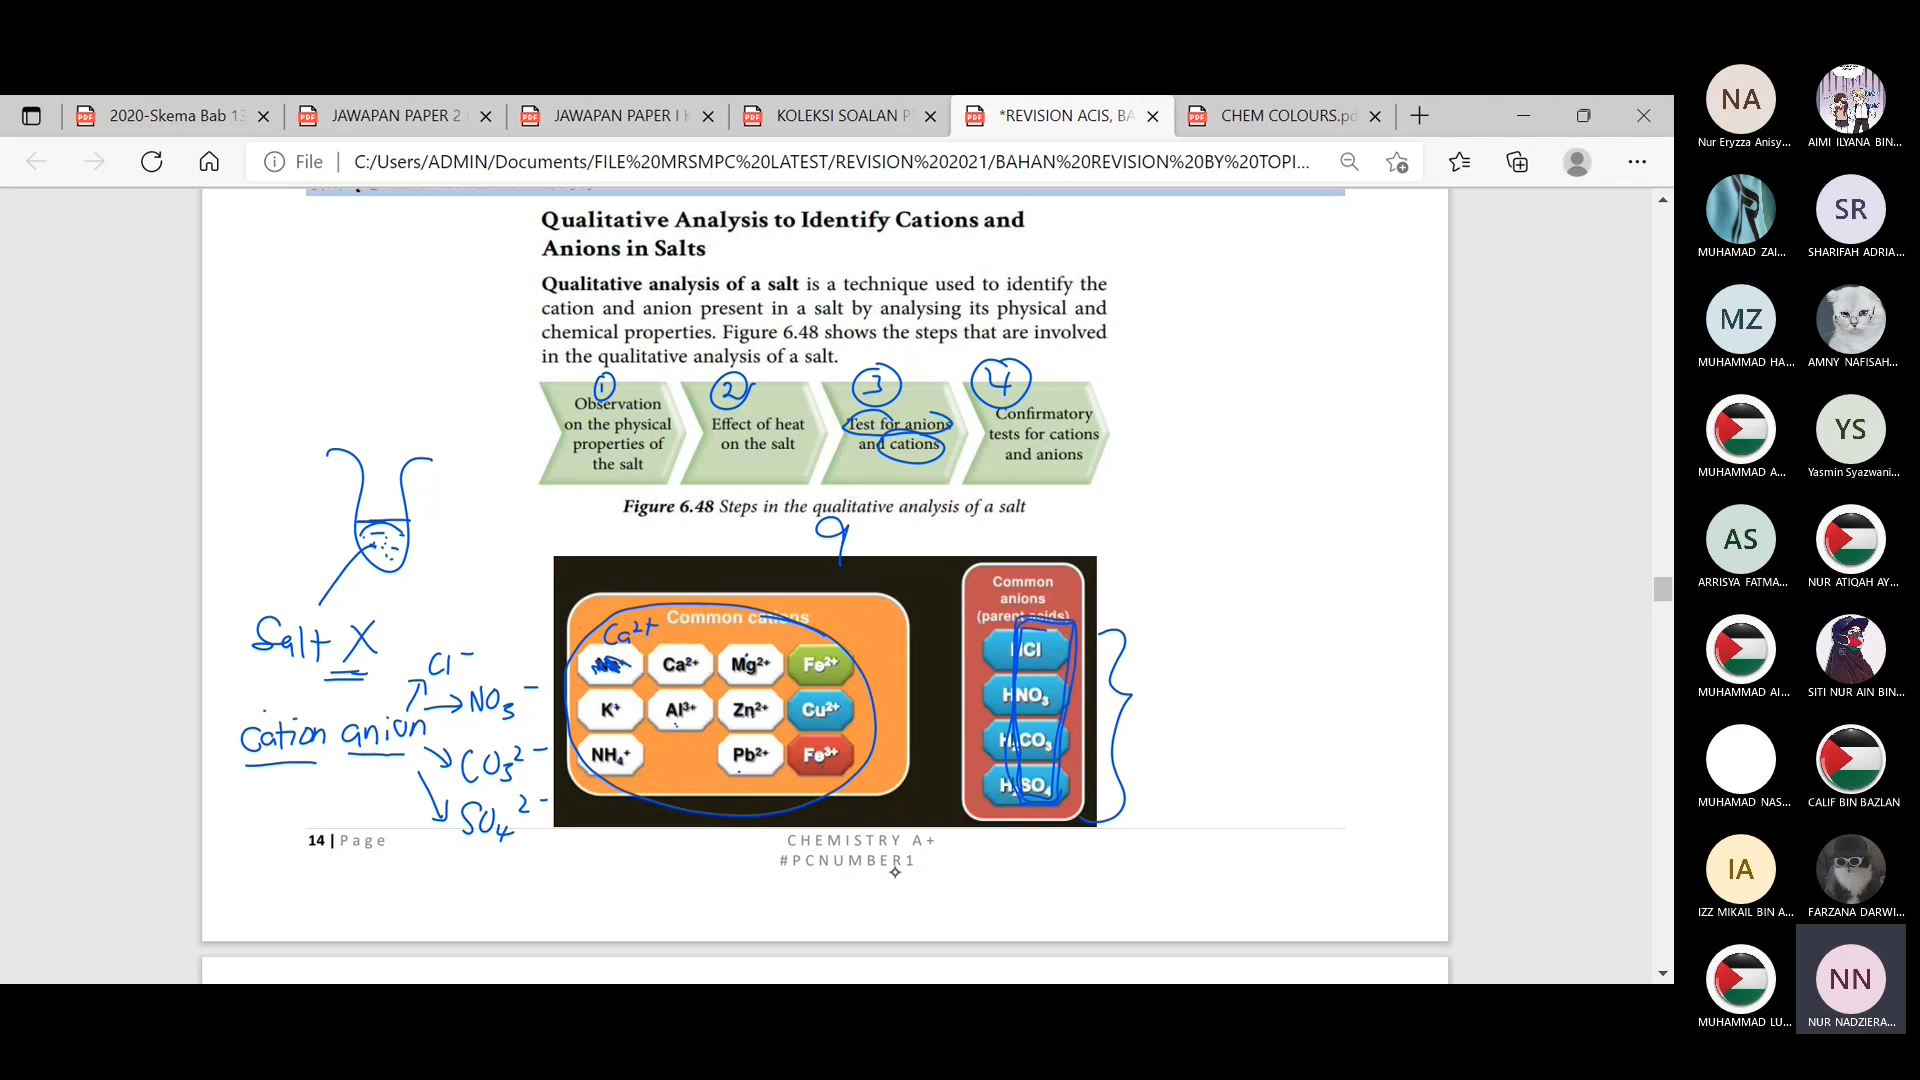 2020-Skema Bab 13
JAWAPAN PAPER 2
JAWAPAN PAPER I K
KOLEKSI SOALAN P
*REVISION ACIS, BA
CHEM COLOURS.pd
File
C:/Users/ADMIN/Documents/FILE%20MRSMPC%20LATEST/REVISION%202021/BAHAN%20REVISION%20BY%20TOPI...
Qualitative Analysis to Identify Cations and
Anions in Salts
Qualitative analysis of a salt is a technique used to identify the
cation and anion present in a salt by analysing its physical and
chemical properties. Figure 6.48 shows the steps that are involved
in the qualitative analysis of a salt.
1
Observation
on the physical
properties of
the salt
2
Effect of heat
on the salt
3
Test for anions
and cations
4
Confirmatory
tests for cations
and anions
Figure 6.48 Steps in the qualitative analysis of a salt
9
Salt X
cation anion
Cl⁻
NO₃⁻
CO₃²⁻
SO₄²⁻
Common cations
Ca²⁺
Ca²⁺ Mg²⁺ Fe²⁺
K⁺ Al³⁺ Zn²⁺ Cu²⁺
NH₄⁺ Pb²⁺ Fe³⁺
Common
anions
(parent acids)
HCl
HNO₃
H₂CO₃
H₂SO₄
14 | Page
CHEMISTRY A+
#PCNUMBER1
NA
Nur Eryzza Anisy...
AIMI ILYANA BIN...
MUHAMAD ZAI...
SR
SHARIFAH ADRIA...
MZ
MUHAMMAD HA...
AMNY NAFISAH...
MUHAMMAD A...
YS
Yasmin Syazwani...
AS
ARRISYA FATMA...
NUR ATIQAH AY...
MUHAMMAD AI...
SITI NUR AIN BIN...
MUHAMAD NAS...
CALIF BIN BAZLAN
IA
IZZ MIKAIL BIN A...
FARZANA DARWI...
MUHAMMAD LU...
NN
NUR NADZIERA...